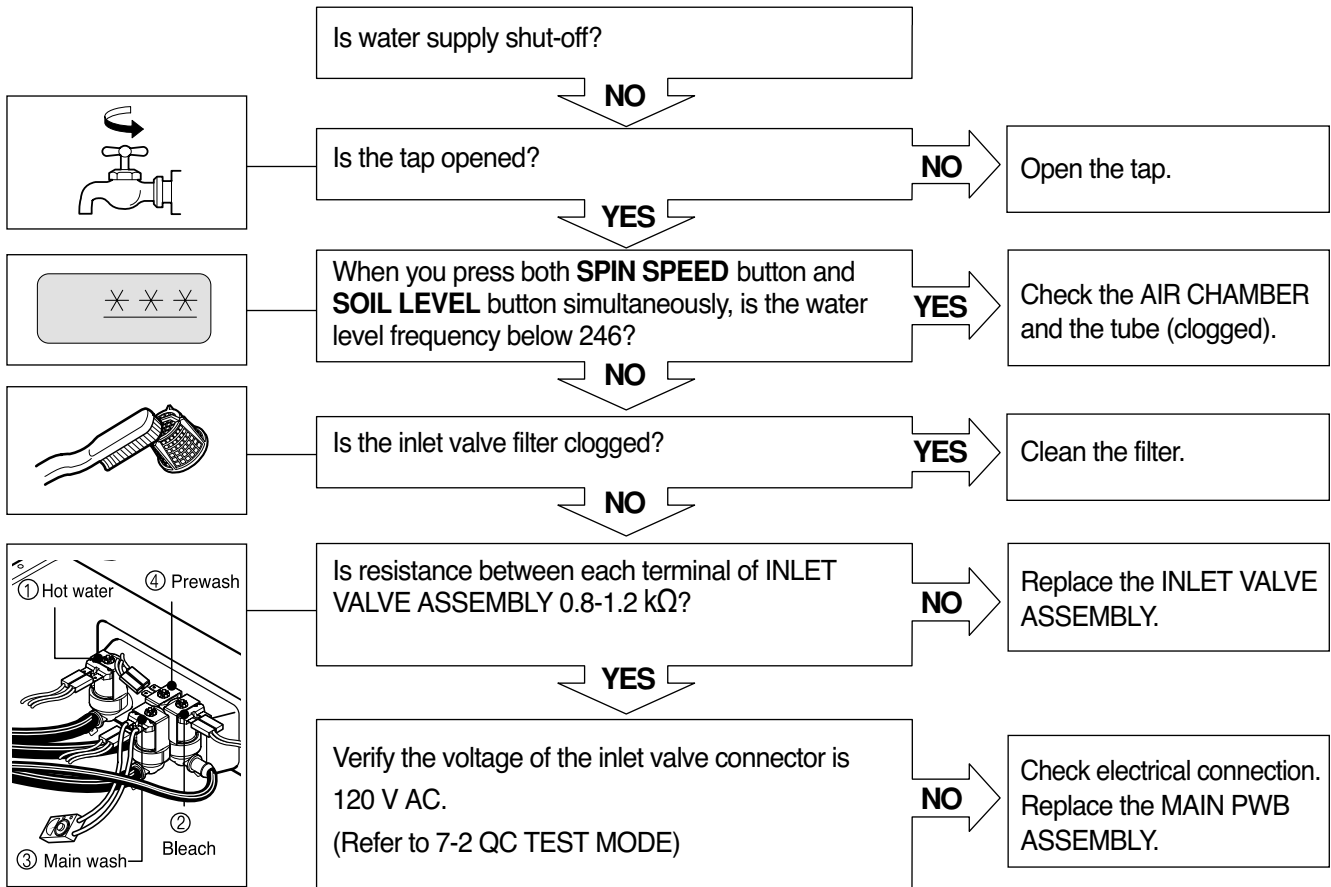 Is water supply shut-off?
NO
Is the tap opened?
NO
Open the tap.
YES
When you press both SPIN SPEED button and
SOIL LEVEL button simultaneously, is the water
level frequency below 246?
YES
Check the AIR CHAMBER
and the tube (clogged).
NO
Is the inlet valve filter clogged?
YES
Clean the filter.
NO
① Hot water
④ Prewash
② Bleach
③ Main wash
Is resistance between each terminal of INLET
VALVE ASSEMBLY 0.8-1.2 kΩ?
NO
Replace the INLET VALVE
ASSEMBLY.
YES
Verify the voltage of the inlet valve connector is
120 V AC.
(Refer to 7-2 QC TEST MODE)
NO
Check electrical connection.
Replace the MAIN PWB
ASSEMBLY.